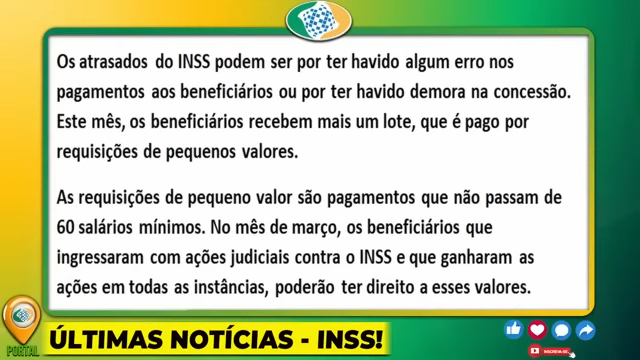 Os atrasados do INSS podem ser por ter havido algum erro nos
pagamentos aos beneficiários ou por ter havido demora na concessão.
Este mês, os beneficiários recebem mais um lote, que é pago por
requisições de pequenos valores.
As requisições de pequeno valor são pagamentos que não passam de
60 salários mínimos. No mês de março, os beneficiários que
ingressaram com ações judiciais contra o INSS e que ganharam as
ações em todas as instâncias, poderão ter direito a esses valores.
PORTAL
ÚLTIMAS NOTÍCIAS - INSS!
INSCREVA-SE